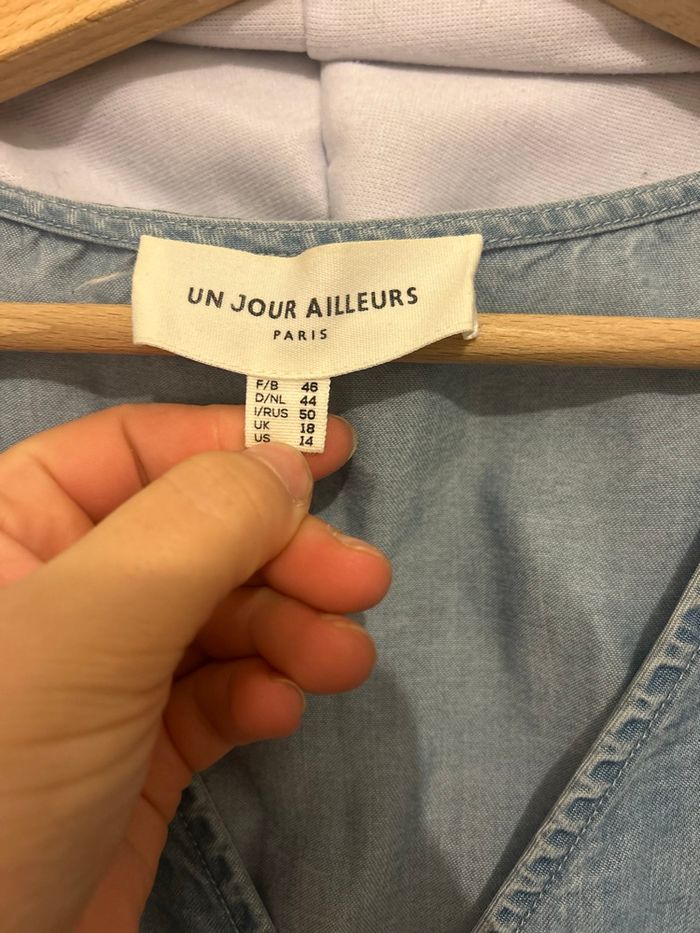 UN JOUR AILLEURS
PARIS
F/B 46
D/NL 44
I/RUS 50
UK 18
US 14